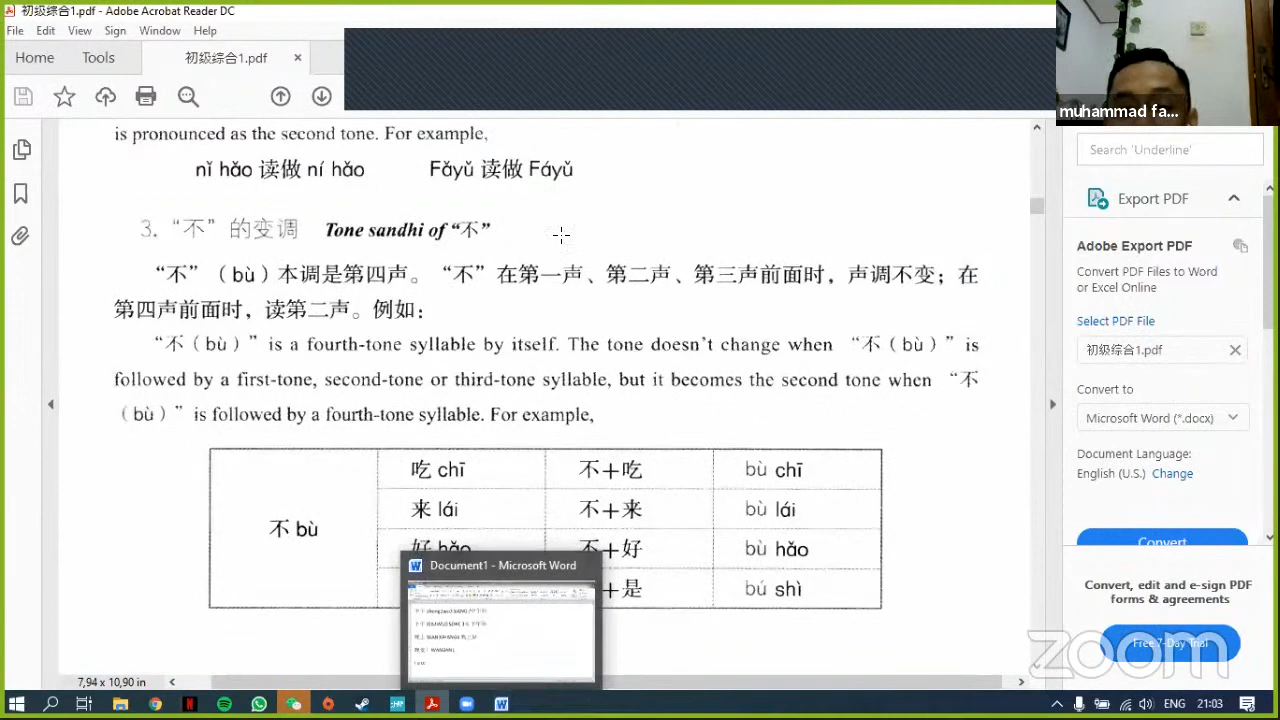 初级综合1.pdf - Adobe Acrobat Reader DC
File Edit View Sign Window Help
Home Tools 初级综合1.pdf ×
muhammad fa...
is pronounced as the second tone. For example,
nǐ hǎo 读做 ní hǎo Fǎyǔ 读做 Fáyǔ
3. “不”的变调 Tone sandhi of “不”
“不”（bù）本调是第四声。“不”在第一声、第二声、第三声前面时，声调不变；在
第四声前面时，读第二声。例如：
“不（bù）” is a fourth-tone syllable by itself. The tone doesn't change when “不（bù）” is
followed by a first-tone, second-tone or third-tone syllable, but it becomes the second tone when “不
（bù）” is followed by a fourth-tone syllable. For example,
不 bù
吃 chī 不＋吃 bù chī
来 lái 不＋来 bù lái
好 hǎo 不＋好 bù hǎo
＋是 bú shì
Document1 - Microsoft Word
Search 'Underline'
Export PDF
Adobe Export PDF
Convert PDF Files to Word
or Excel Online
Select PDF File
初级综合1.pdf
Convert to
Microsoft Word (*.docx)
Document Language:
English (U.S.) Change
Convert
Convert, edit and e-sign PDF
forms & agreements
Free 7-Day Trial
zoom
7,94 x 10,90 in
ENG 21:03